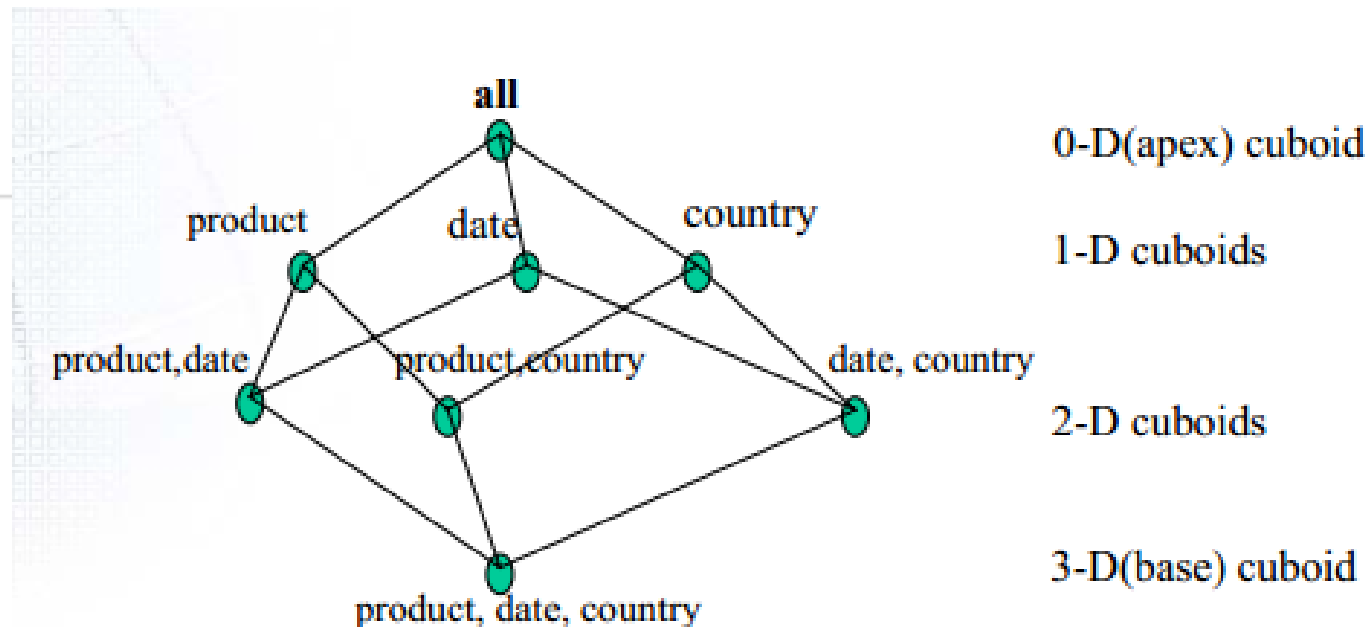 all
0-D(apex) cuboid
product
date
country
1-D cuboids
product,date
product,country
date, country
2-D cuboids
3-D(base) cuboid
product, date, country